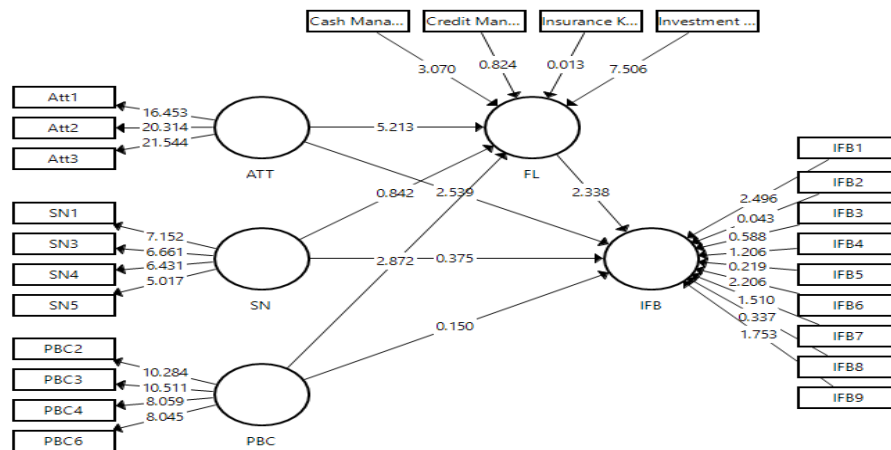 Cash Mana...
Credit Man...
Insurance K...
Investment ...
3.070
0.824
0.013
7.506
Att1
Att2
Att3
16.453
20.314
21.544
ATT
5.213
FL
0.842
2.539
2.338
2.872
SN1
SN3
SN4
SN5
7.152
6.661
6.431
5.017
SN
0.375
IFB
0.150
PBC2
PBC3
PBC4
PBC6
10.284
10.511
8.059
8.045
PBC
2.496
0.043
0.588
1.206
0.219
2.206
1.510
0.337
1.753
IFB1
IFB2
IFB3
IFB4
IFB5
IFB6
IFB7
IFB8
IFB9